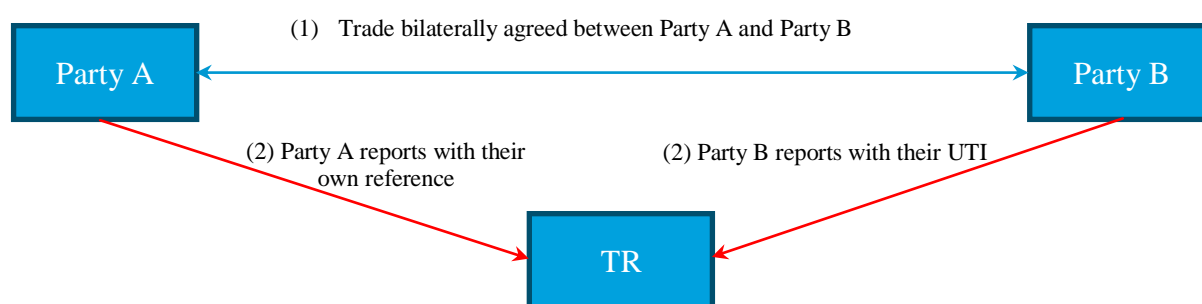 (1) Trade bilaterally agreed between Party A and Party B
Party A
Party B
(2) Party A reports with their
own reference
(2) Party B reports with their UTI
TR